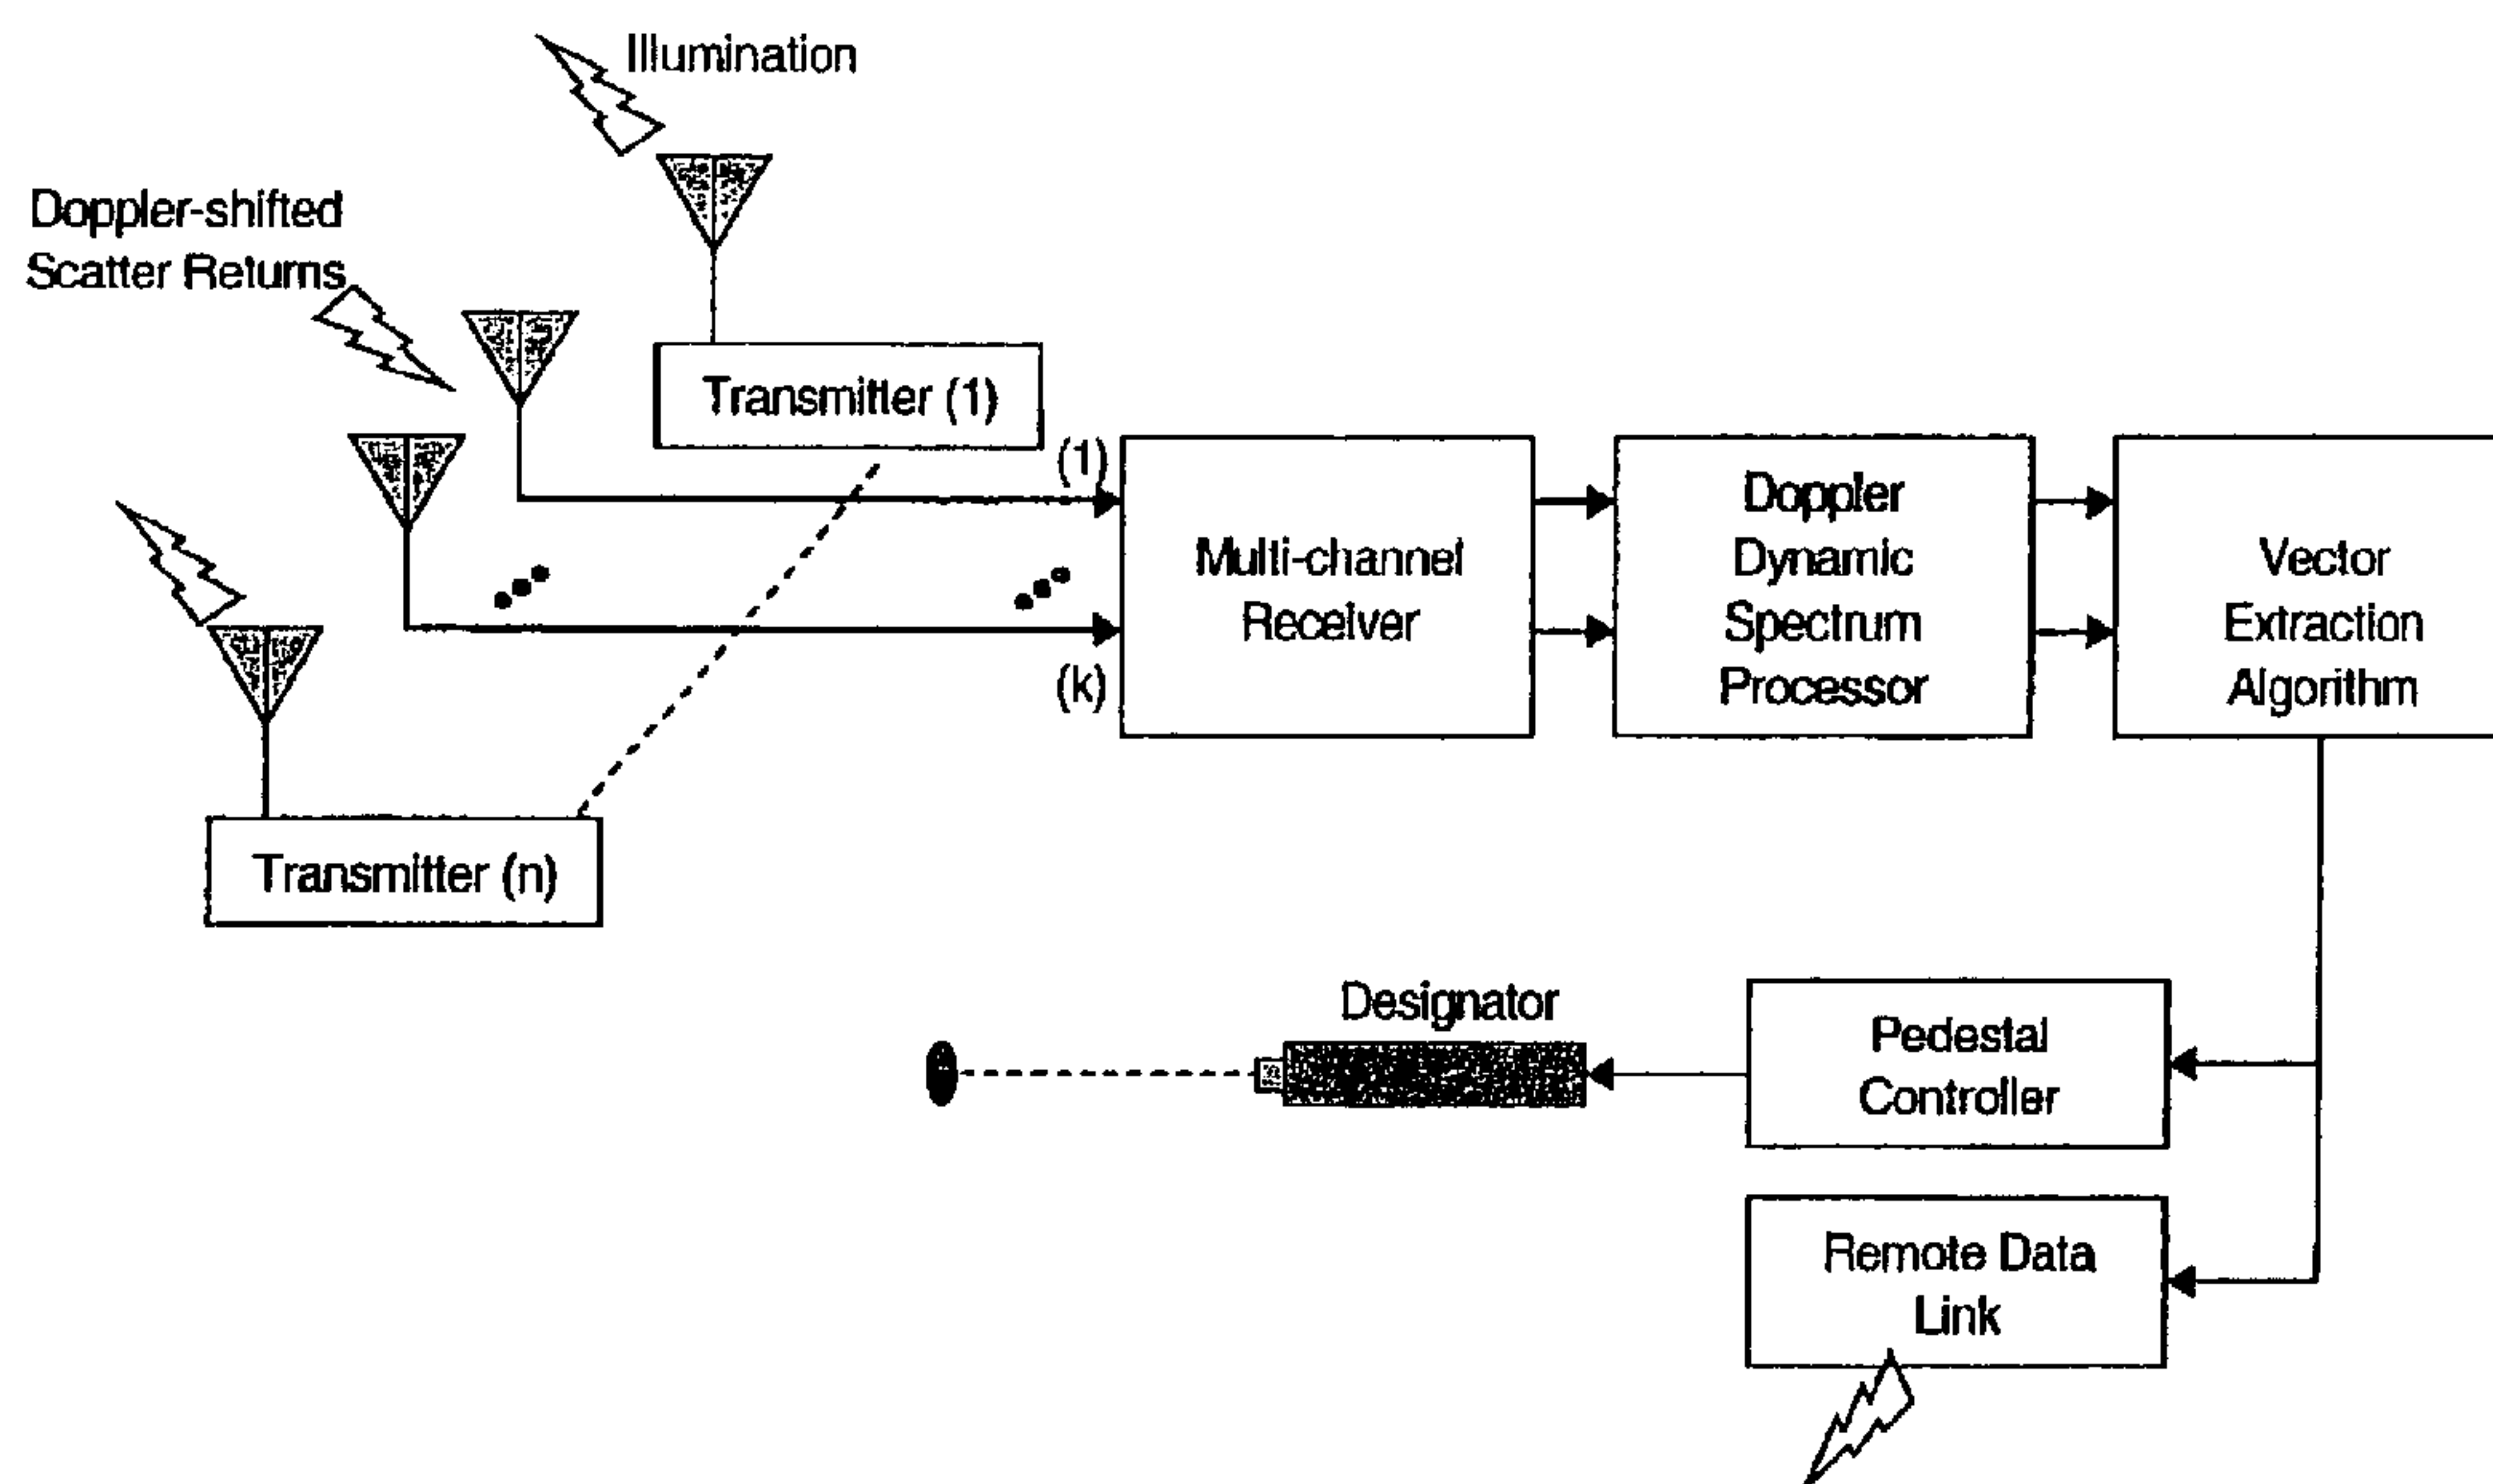 Illumination
Doppler-shifted
Scatter Returns
Transmitter (1)
(1)
(k)
Multi-channel
Receiver
Doppler
Dynamic
Spectrum
Processor
Vector
Extraction
Algorithm
Transmitter (n)
Designator
Pedestal
Controller
Remote Data
Link